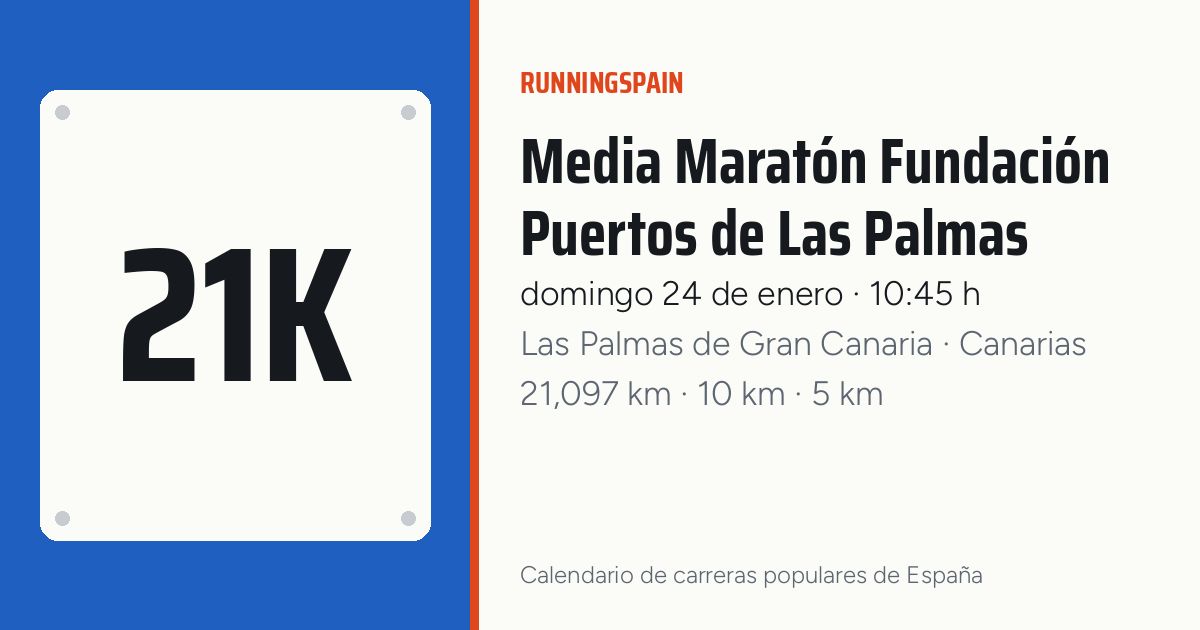 21K
RUNNINGSPAIN
Media Maratón Fundación
Puertos de Las Palmas
domingo 24 de enero · 10:45 h
Las Palmas de Gran Canaria · Canarias
21,097 km · 10 km · 5 km
Calendario de carreras populares de España